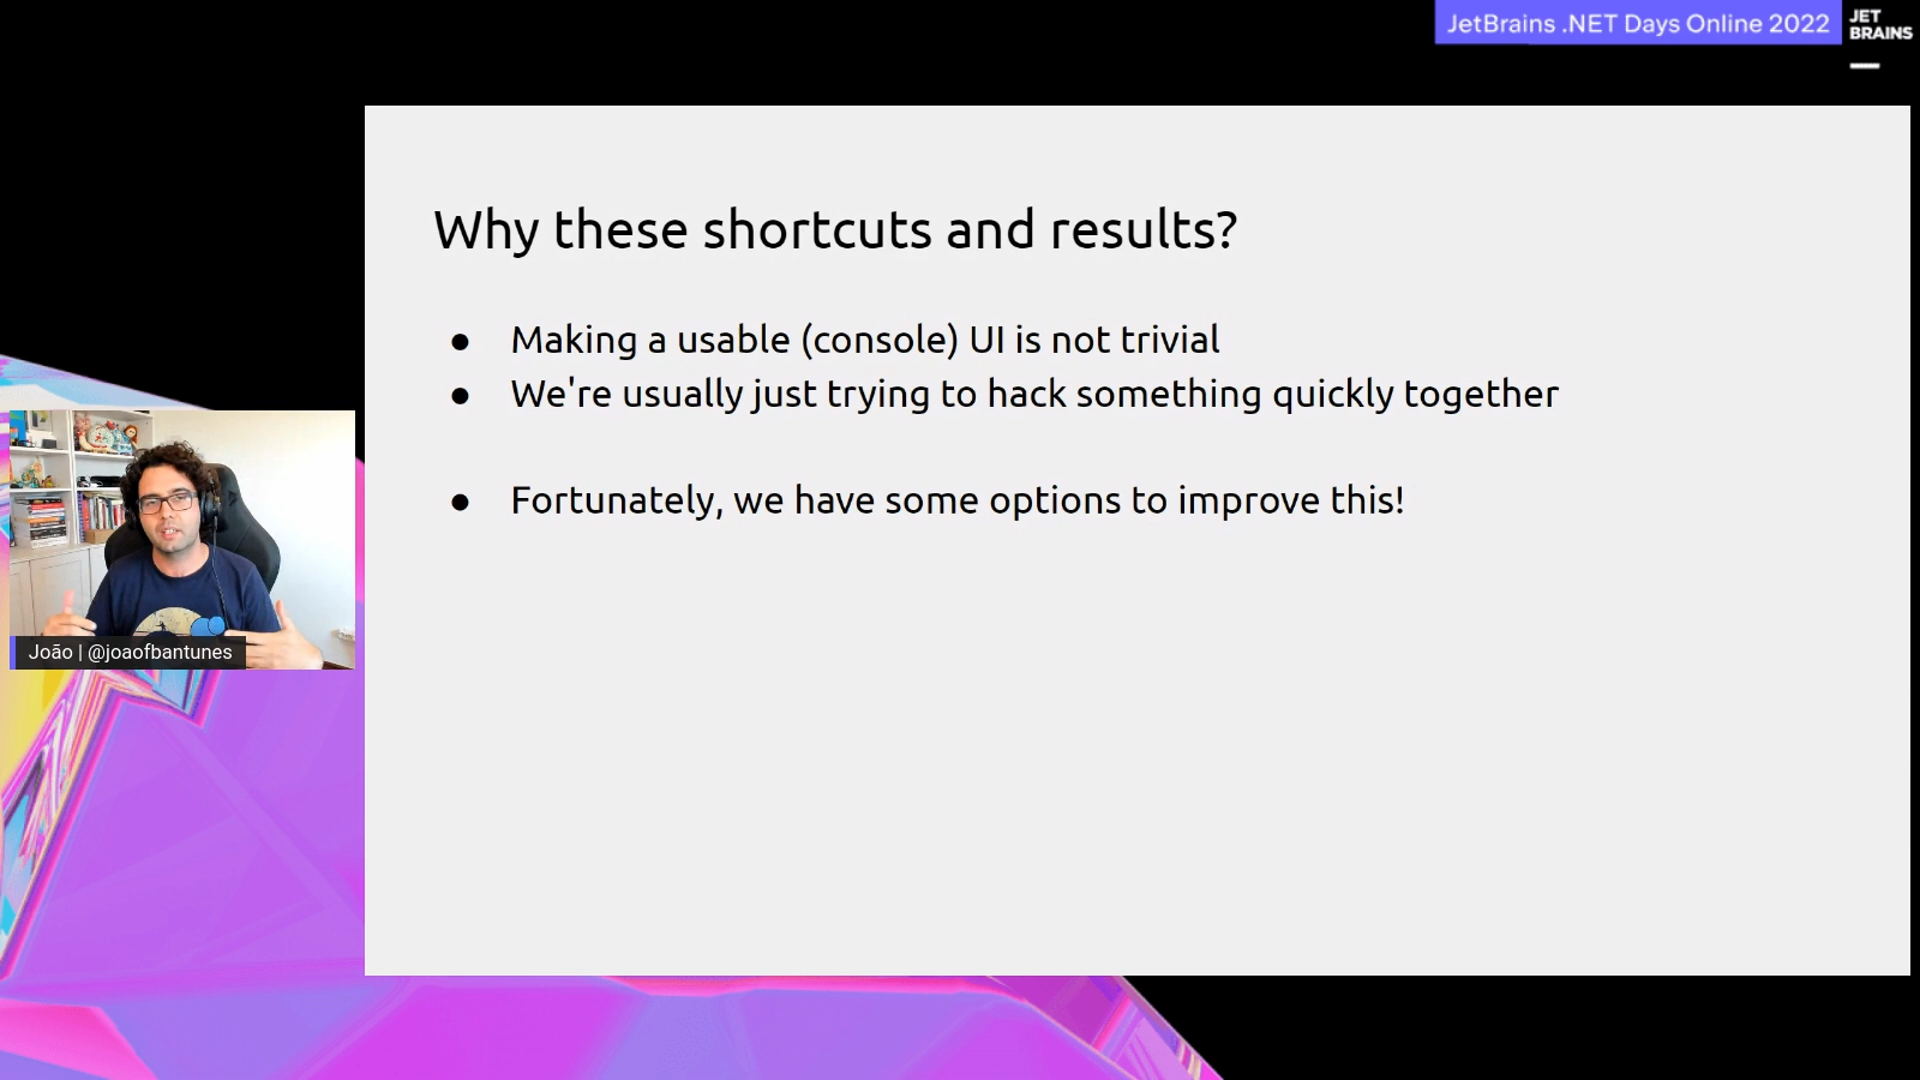 JetBrains .NET Days Online 2022
JET
BRAINS
Why these shortcuts and results?
● Making a usable (console) UI is not trivial
● We're usually just trying to hack something quickly together
● Fortunately, we have some options to improve this!
João | @joaofbantunes